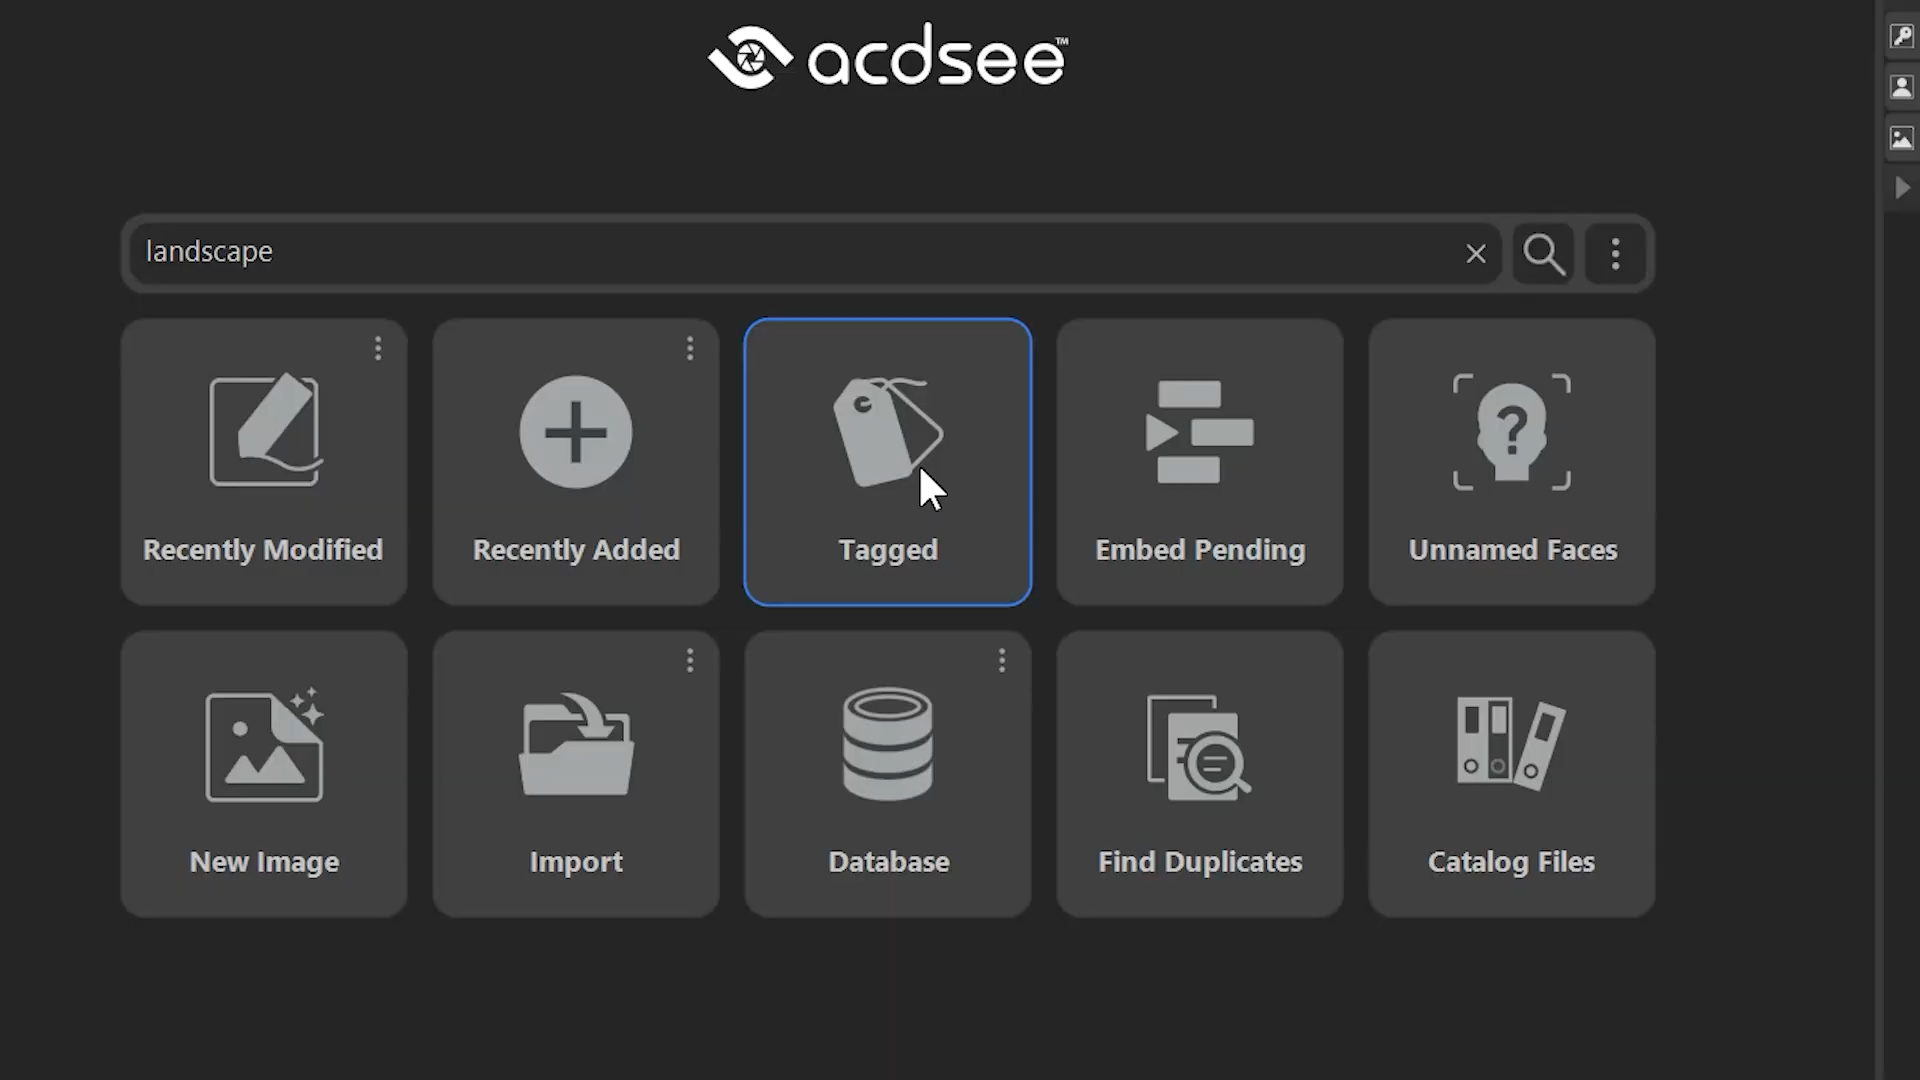 acdsee™
landscape
Recently Modified
Recently Added
Tagged
Embed Pending
Unnamed Faces
New Image
Import
Database
Find Duplicates
Catalog Files